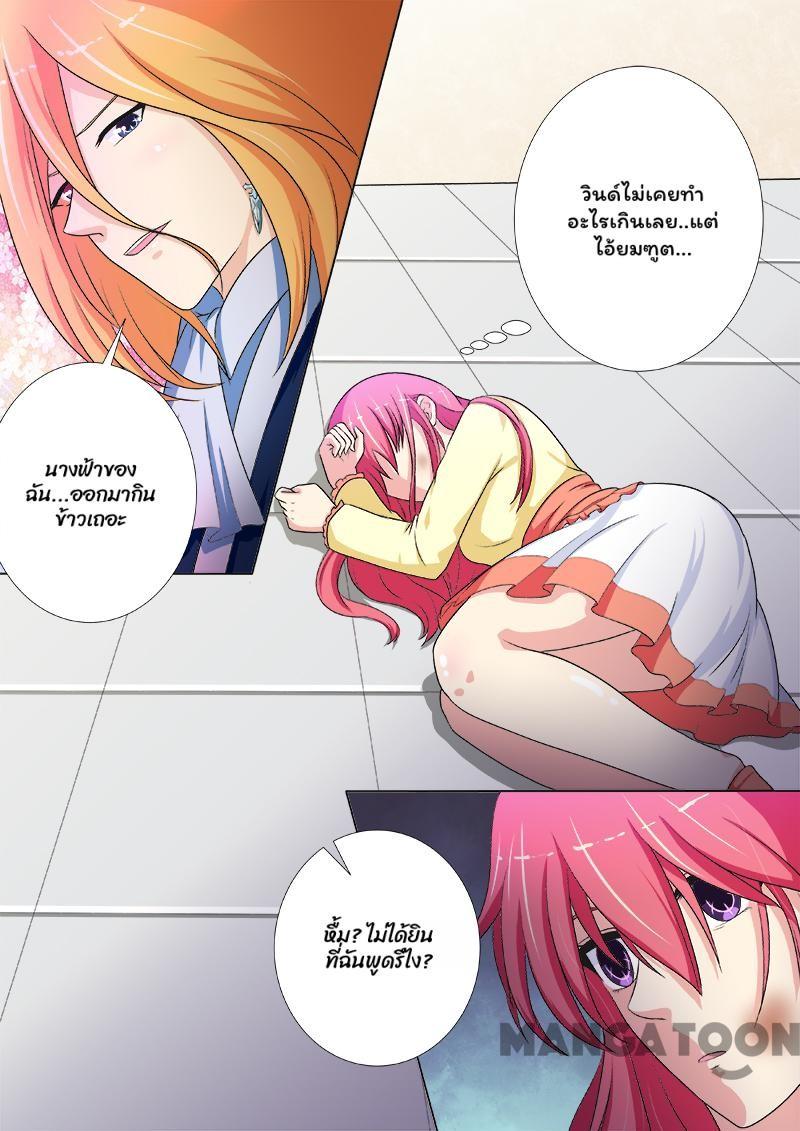 วินด์ไม่เคยทำ
อะไรเกินเลย..แต่
ไอ้ยมฑูต...
นางฟ้าของ
ฉัน...ออกมากิน
ข้าวเถอะ
หื้ม? ไม่ได้ยิน
ที่ฉันพูดรึไง?
MANGATOON